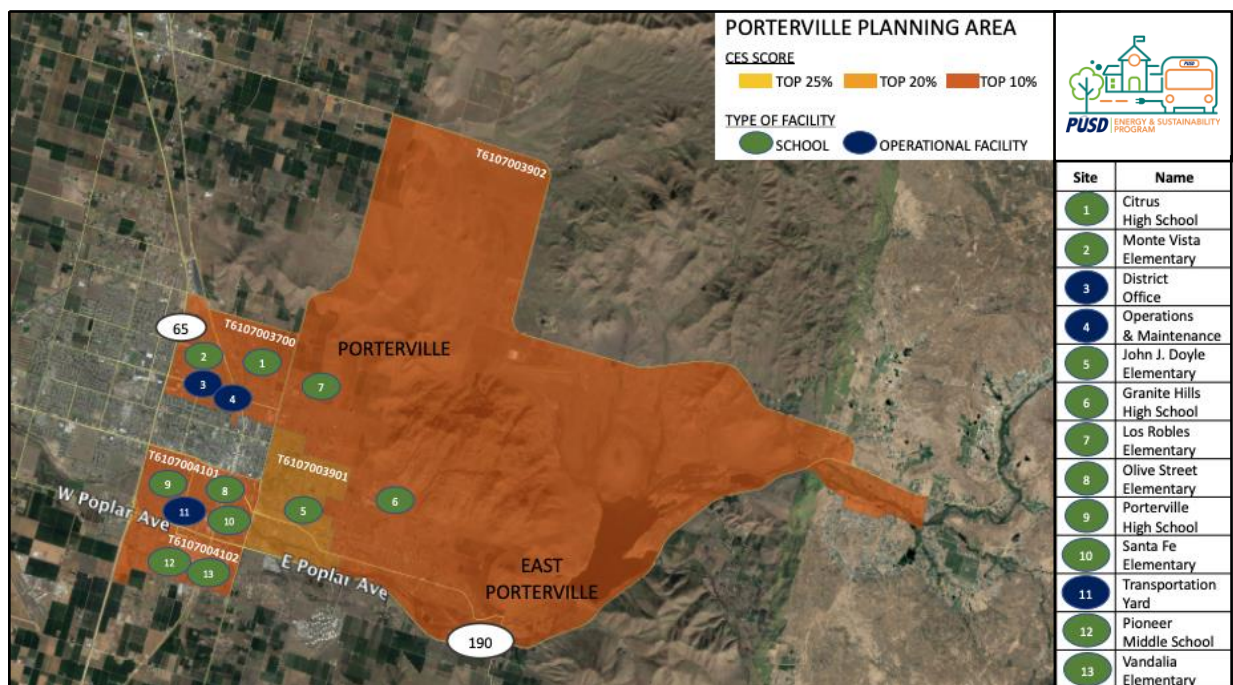 PORTERVILLE PLANNING AREA
CES SCORE
TOP 25% TOP 20% TOP 10%
TYPE OF FACILITY
SCHOOL OPERATIONAL FACILITY
PUSD
PUSD ENERGY & SUSTAINABILITY
PROGRAM
T6107003902
65
T6107003700
PORTERVILLE
2
1
3
4
7
T6107004101
T6107003901
9
8
W Poplar Ave
11
10
5
6
T6107004102
12
13
E Poplar Ave
EAST
PORTERVILLE
190
Site Name
1 Citrus
High School
2 Monte Vista
Elementary
3 District
Office
4 Operations
& Maintenance
5 John J. Doyle
Elementary
6 Granite Hills
High School
7 Los Robles
Elementary
8 Olive Street
Elementary
9 Porterville
High School
10 Santa Fe
Elementary
11 Transportation
Yard
12 Pioneer
Middle School
13 Vandalia
Elementary